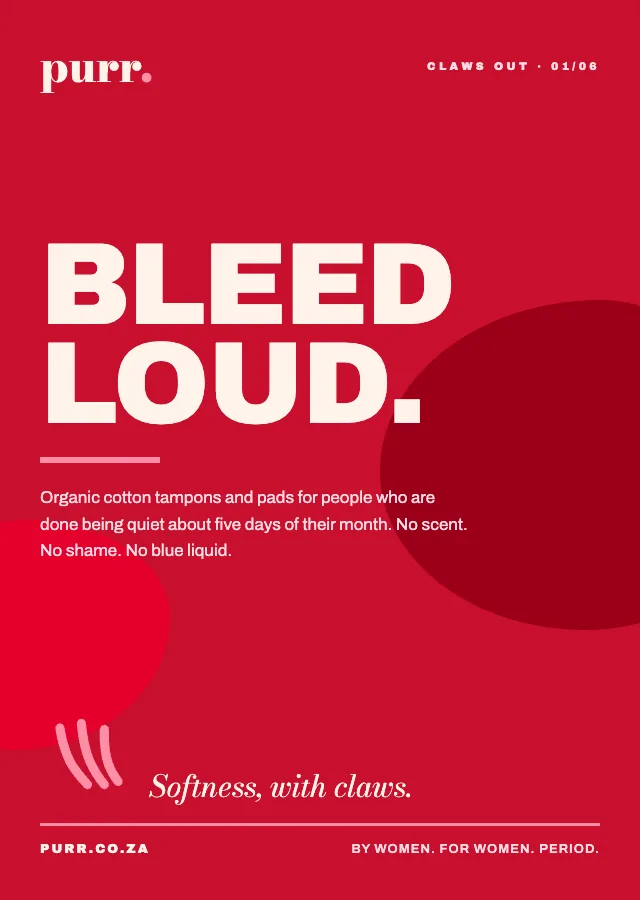 purr.
CLAWS OUT · 01/06
BLEED
LOUD.
Organic cotton tampons and pads for people who are
done being quiet about five days of their month. No scent.
No shame. No blue liquid.
Softness, with claws.
PURR.CO.ZA
BY WOMEN. FOR WOMEN. PERIOD.